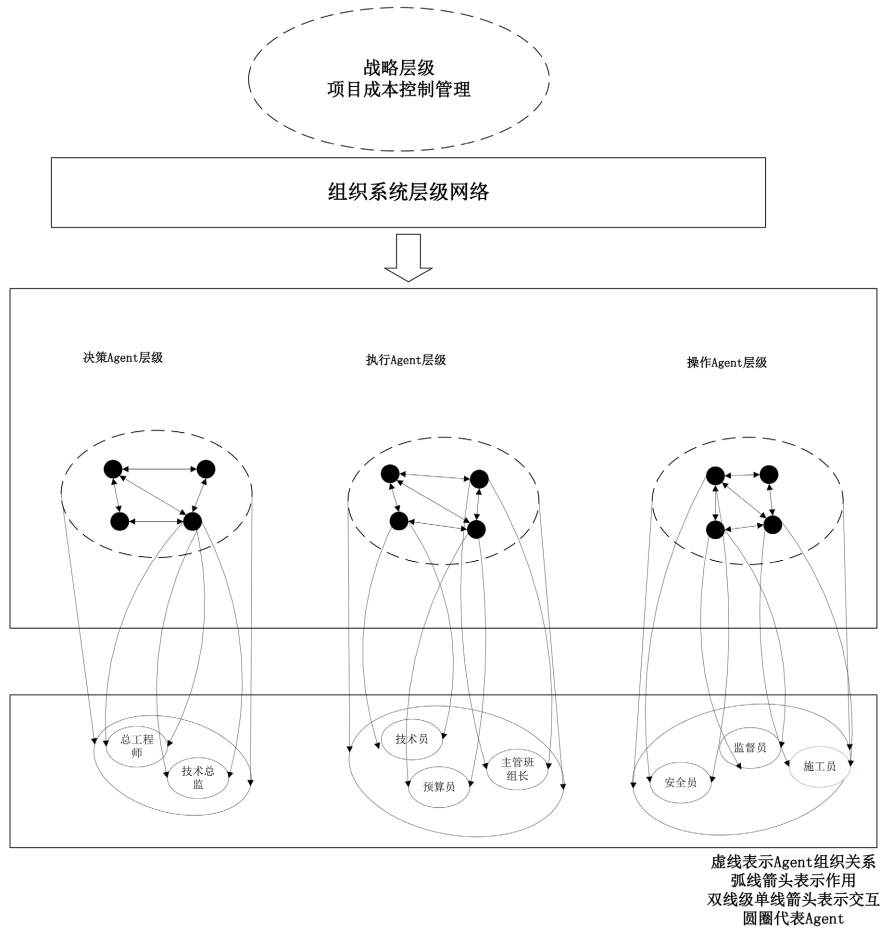 战略层级
项目成本控制管理
组织系统层级网络
决策Agent层级
执行Agent层级
操作Agent层级
总工程
师
技术总
监
技术员
预算员
主管班
组长
监督员
安全员
施工员
虚线表示Agent组织关系
弧线箭头表示作用
双线级单线箭头表示交互
圆圈代表Agent